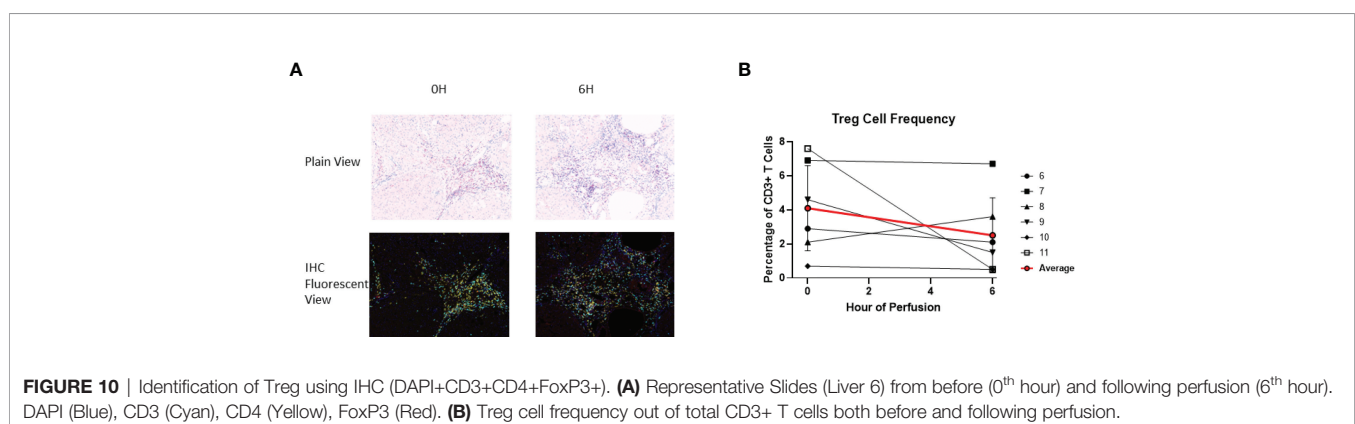 A
0H 6H
Plain View
IHC
Fluorescent
View
B
Treg Cell Frequency
Percentage of CD3+ T Cells
8
6
4
2
0
0 2 4 6
Hour of Perfusion
6
7
8
9
10
11
Average
FIGURE 10 | Identification of Treg using IHC (DAPI+CD3+CD4+FoxP3+). (A) Representative Slides (Liver 6) from before (0th hour) and following perfusion (6th hour).
DAPI (Blue), CD3 (Cyan), CD4 (Yellow), FoxP3 (Red). (B) Treg cell frequency out of total CD3+ T cells both before and following perfusion.